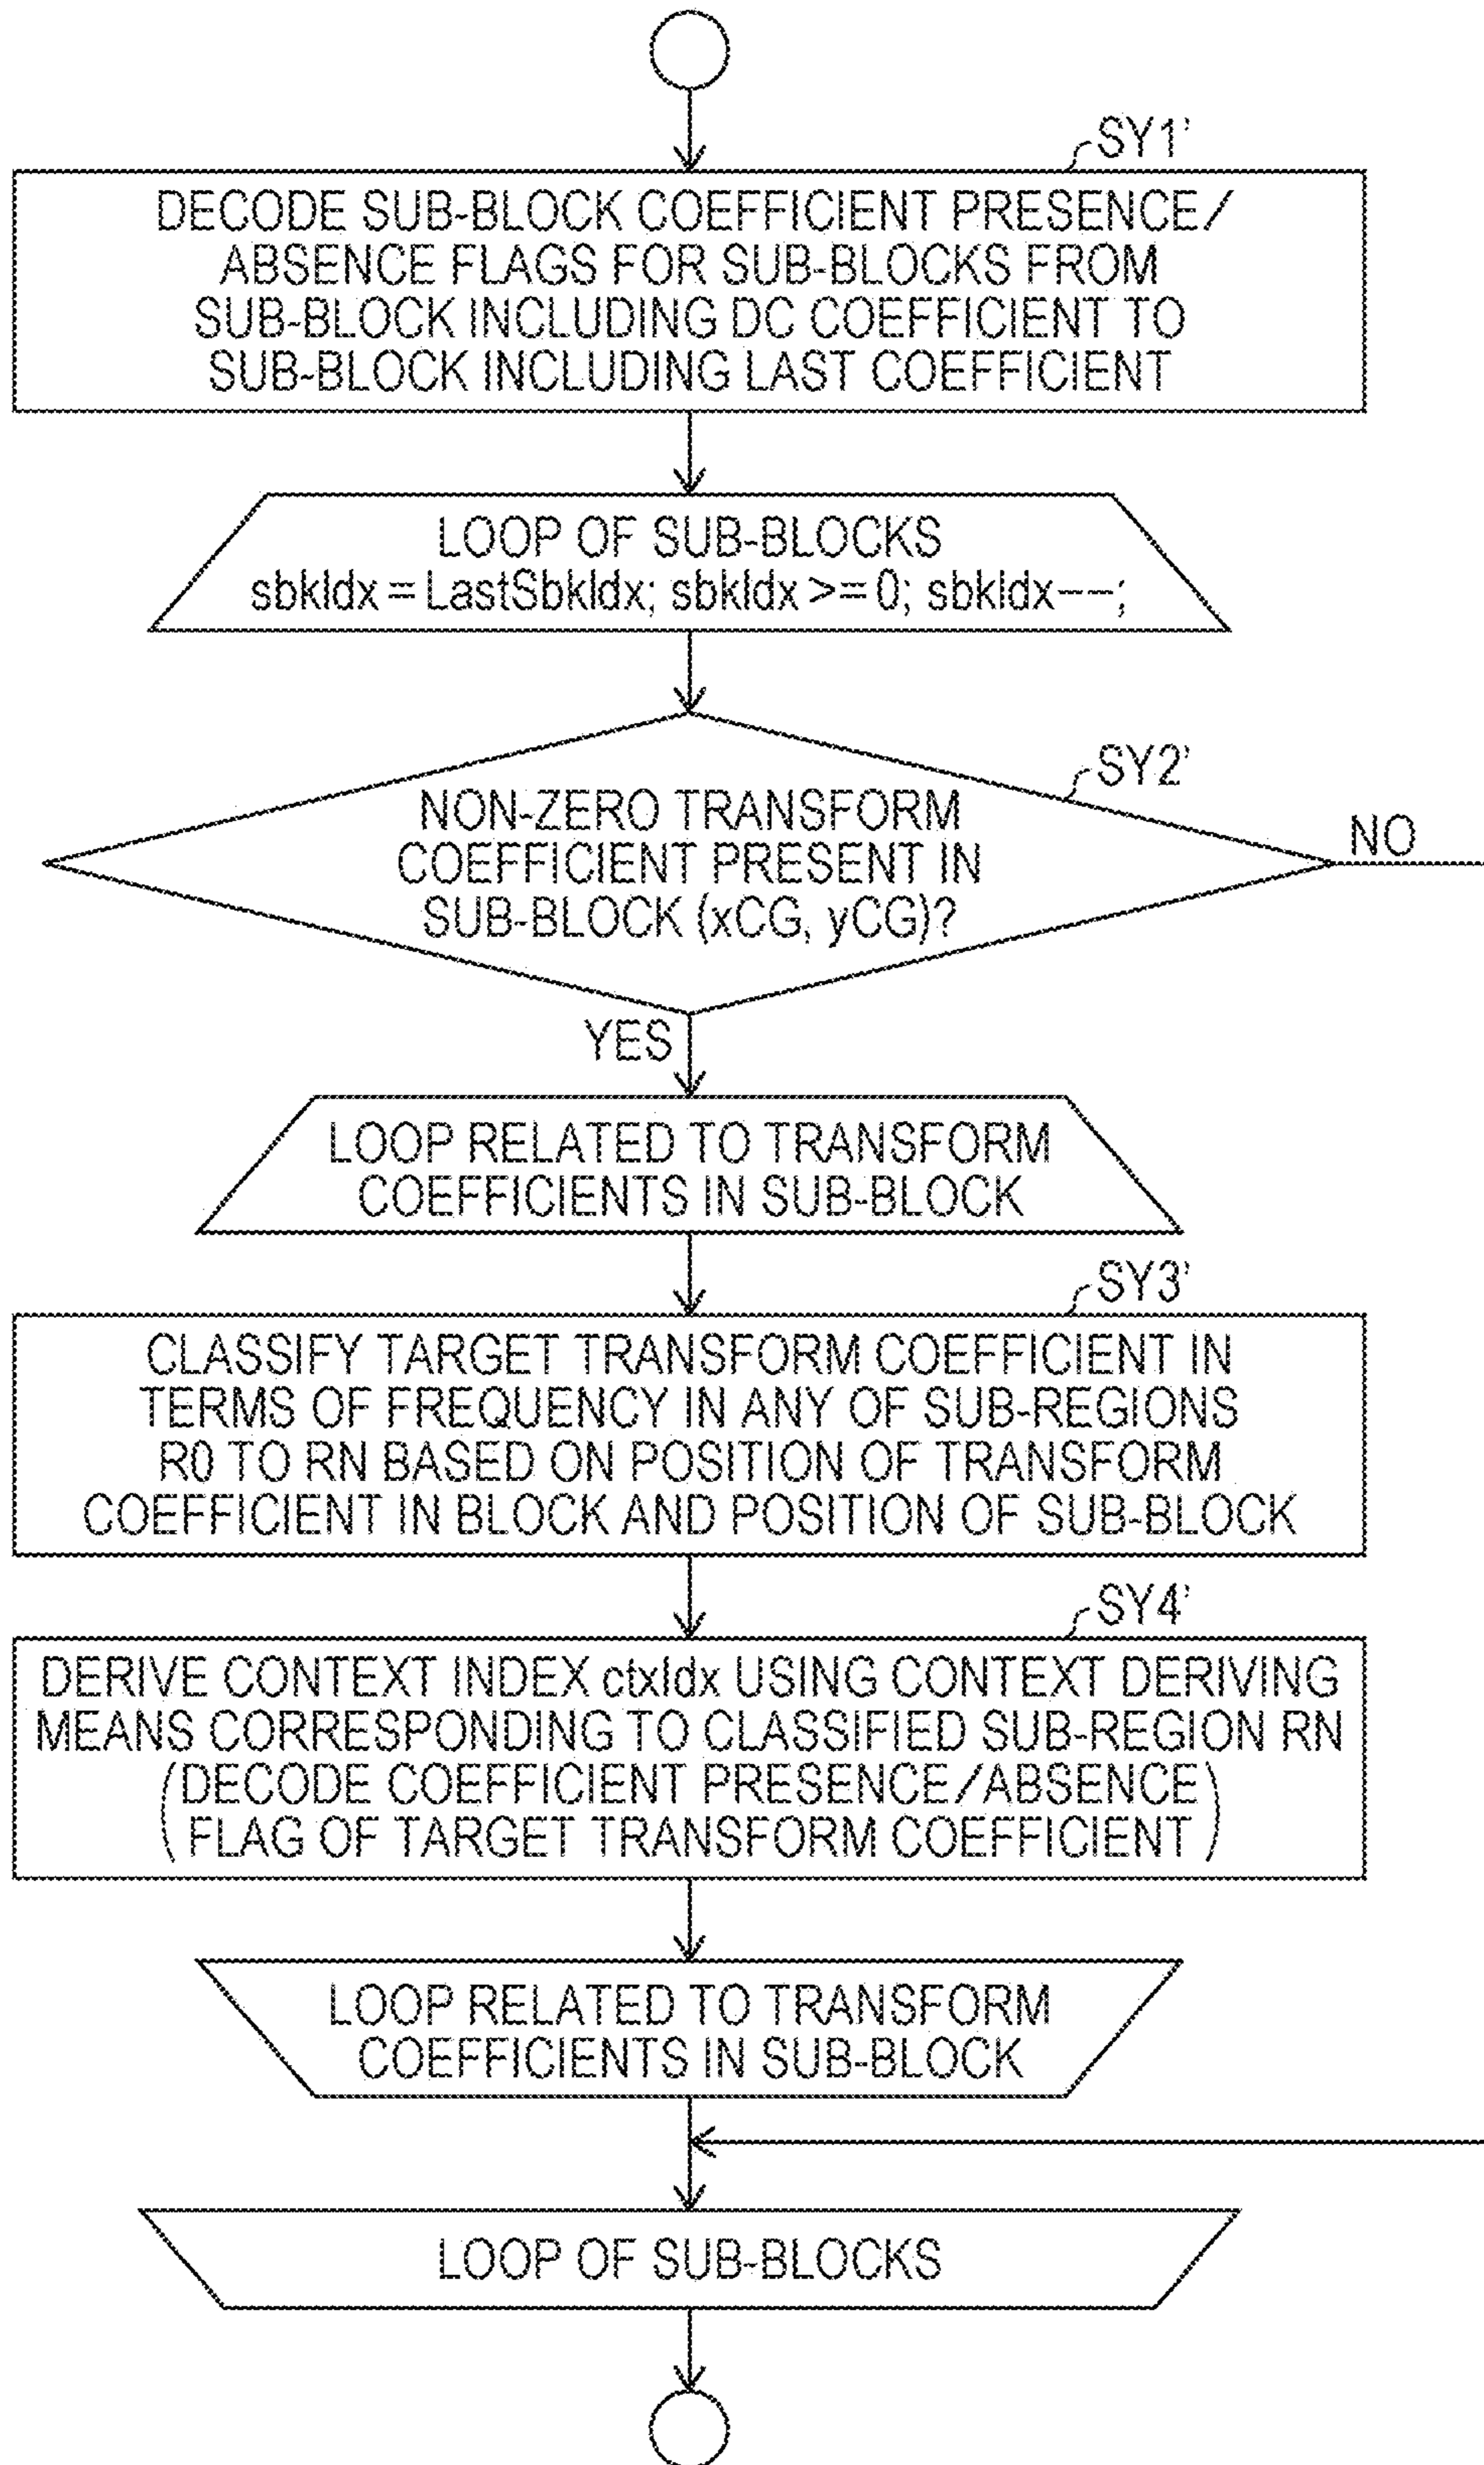 SY1'
DECODE SUB-BLOCK COEFFICIENT PRESENCE/
ABSENCE FLAGS FOR SUB-BLOCKS FROM
SUB-BLOCK INCLUDING DC COEFFICIENT TO
SUB-BLOCK INCLUDING LAST COEFFICIENT
LOOP OF SUB-BLOCKS
sbkIdx = LastSbkIdx; sbkIdx >= 0; sbkIdx--;
SY2'
NON-ZERO TRANSFORM
COEFFICIENT PRESENT IN
SUB-BLOCK (xCG, yCG)?
NO
YES
LOOP RELATED TO TRANSFORM
COEFFICIENTS IN SUB-BLOCK
SY3'
CLASSIFY TARGET TRANSFORM COEFFICIENT IN
TERMS OF FREQUENCY IN ANY OF SUB-REGIONS
R0 TO RN BASED ON POSITION OF TRANSFORM
COEFFICIENT IN BLOCK AND POSITION OF SUB-BLOCK
SY4'
DERIVE CONTEXT INDEX ctxIdx USING CONTEXT DERIVING
MEANS CORRESPONDING TO CLASSIFIED SUB-REGION RN
(DECODE COEFFICIENT PRESENCE/ABSENCE
FLAG OF TARGET TRANSFORM COEFFICIENT)
LOOP RELATED TO TRANSFORM
COEFFICIENTS IN SUB-BLOCK
LOOP OF SUB-BLOCKS